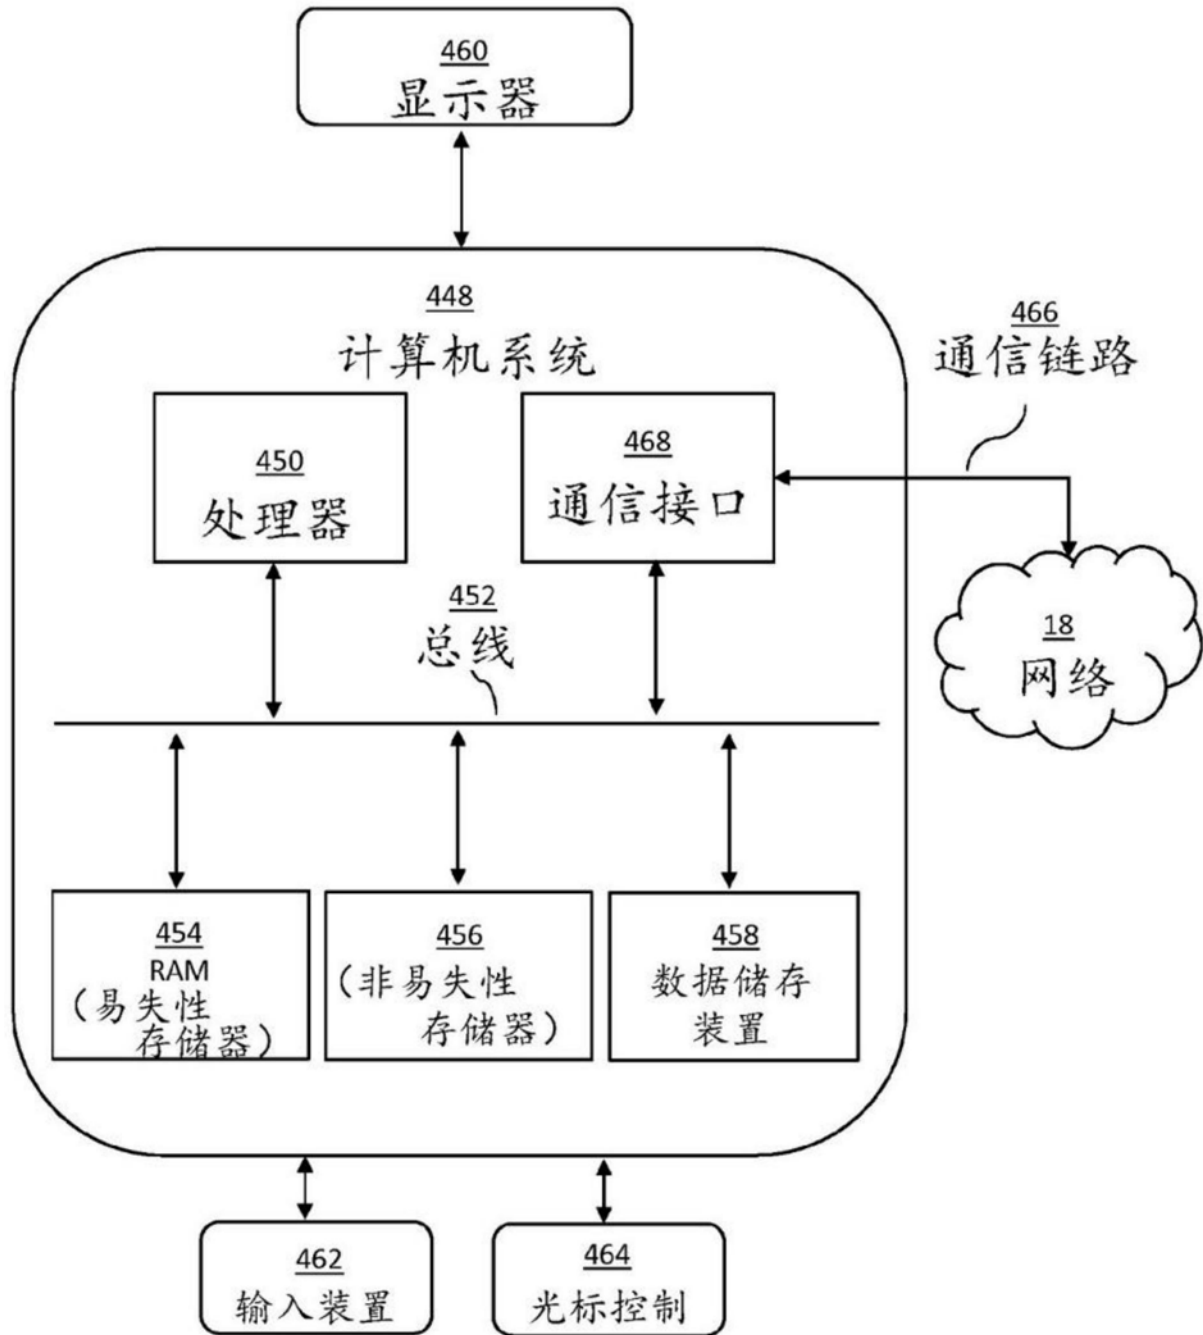 460
显示器
448
计算机系统
466
通信链路
450
处理器
468
通信接口
452
总线
18
网络
454
RAM
（易失性
存储器）
456
（非易失性
存储器）
458
数据储存
装置
462
输入装置
464
光标控制